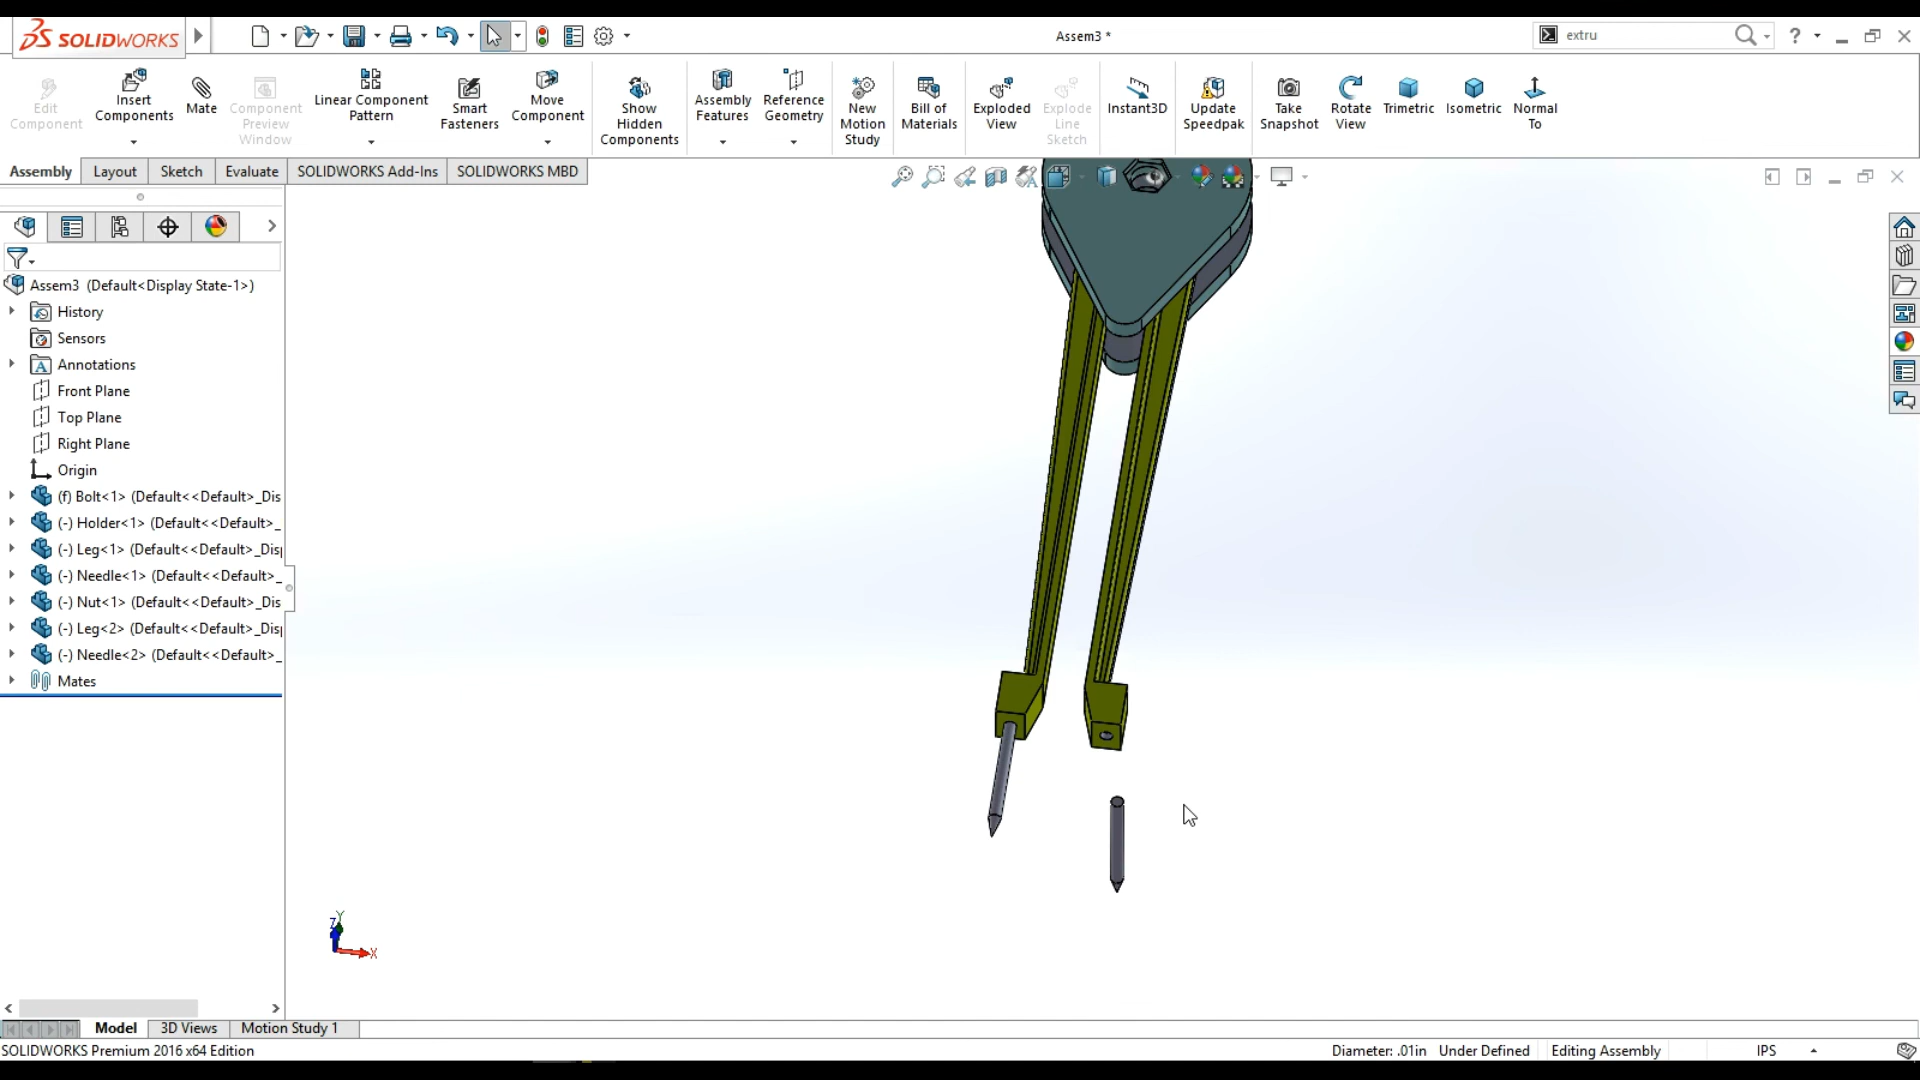 SOLIDWORKS
Assem3 *
extru
Edit
Component
Insert
Components
Mate
Component
Preview
Window
Linear Component
Pattern
Smart
Fasteners
Move
Component
Show
Hidden
Components
Assembly
Features
Reference
Geometry
New
Motion
Study
Bill of
Materials
Exploded
View
Explode
Line
Sketch
Instant3D
Update
Speedpak
Take
Snapshot
Rotate
View
Trimetric
Isometric
Normal
To
Assembly
Layout
Sketch
Evaluate
SOLIDWORKS Add-Ins
SOLIDWORKS MBD
Assem3 (Default<Display State-1>)
History
Sensors
Annotations
Front Plane
Top Plane
Right Plane
Origin
(f) Bolt<1> (Default<<Default>_Dis
(-) Holder<1> (Default<<Default>_
(-) Leg<1> (Default<<Default>_Disp
(-) Needle<1> (Default<<Default>_
(-) Nut<1> (Default<<Default>_Dis
(-) Leg<2> (Default<<Default>_Disp
(-) Needle<2> (Default<<Default>_
Mates
Y
Z
X
Model
3D Views
Motion Study 1
SOLIDWORKS Premium 2016 x64 Edition
Diameter: .01in Under Defined
Editing Assembly
IPS